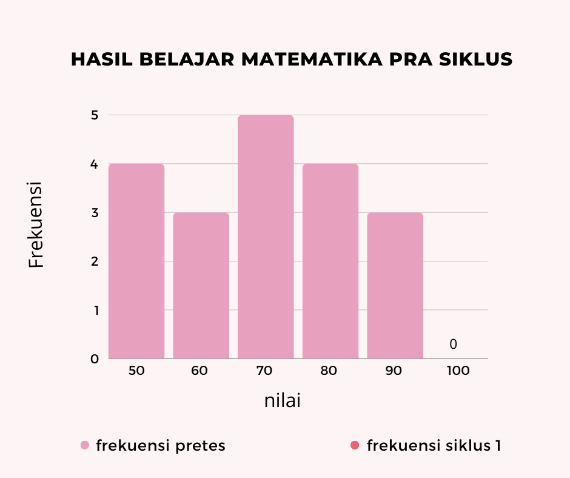 HASIL BELAJAR MATEMATIKA PRA SIKLUS
5
4
3
2
1
0
Frekuensi
0
50 60 70 80 90 100
nilai
frekuensi pretes frekuensi siklus 1